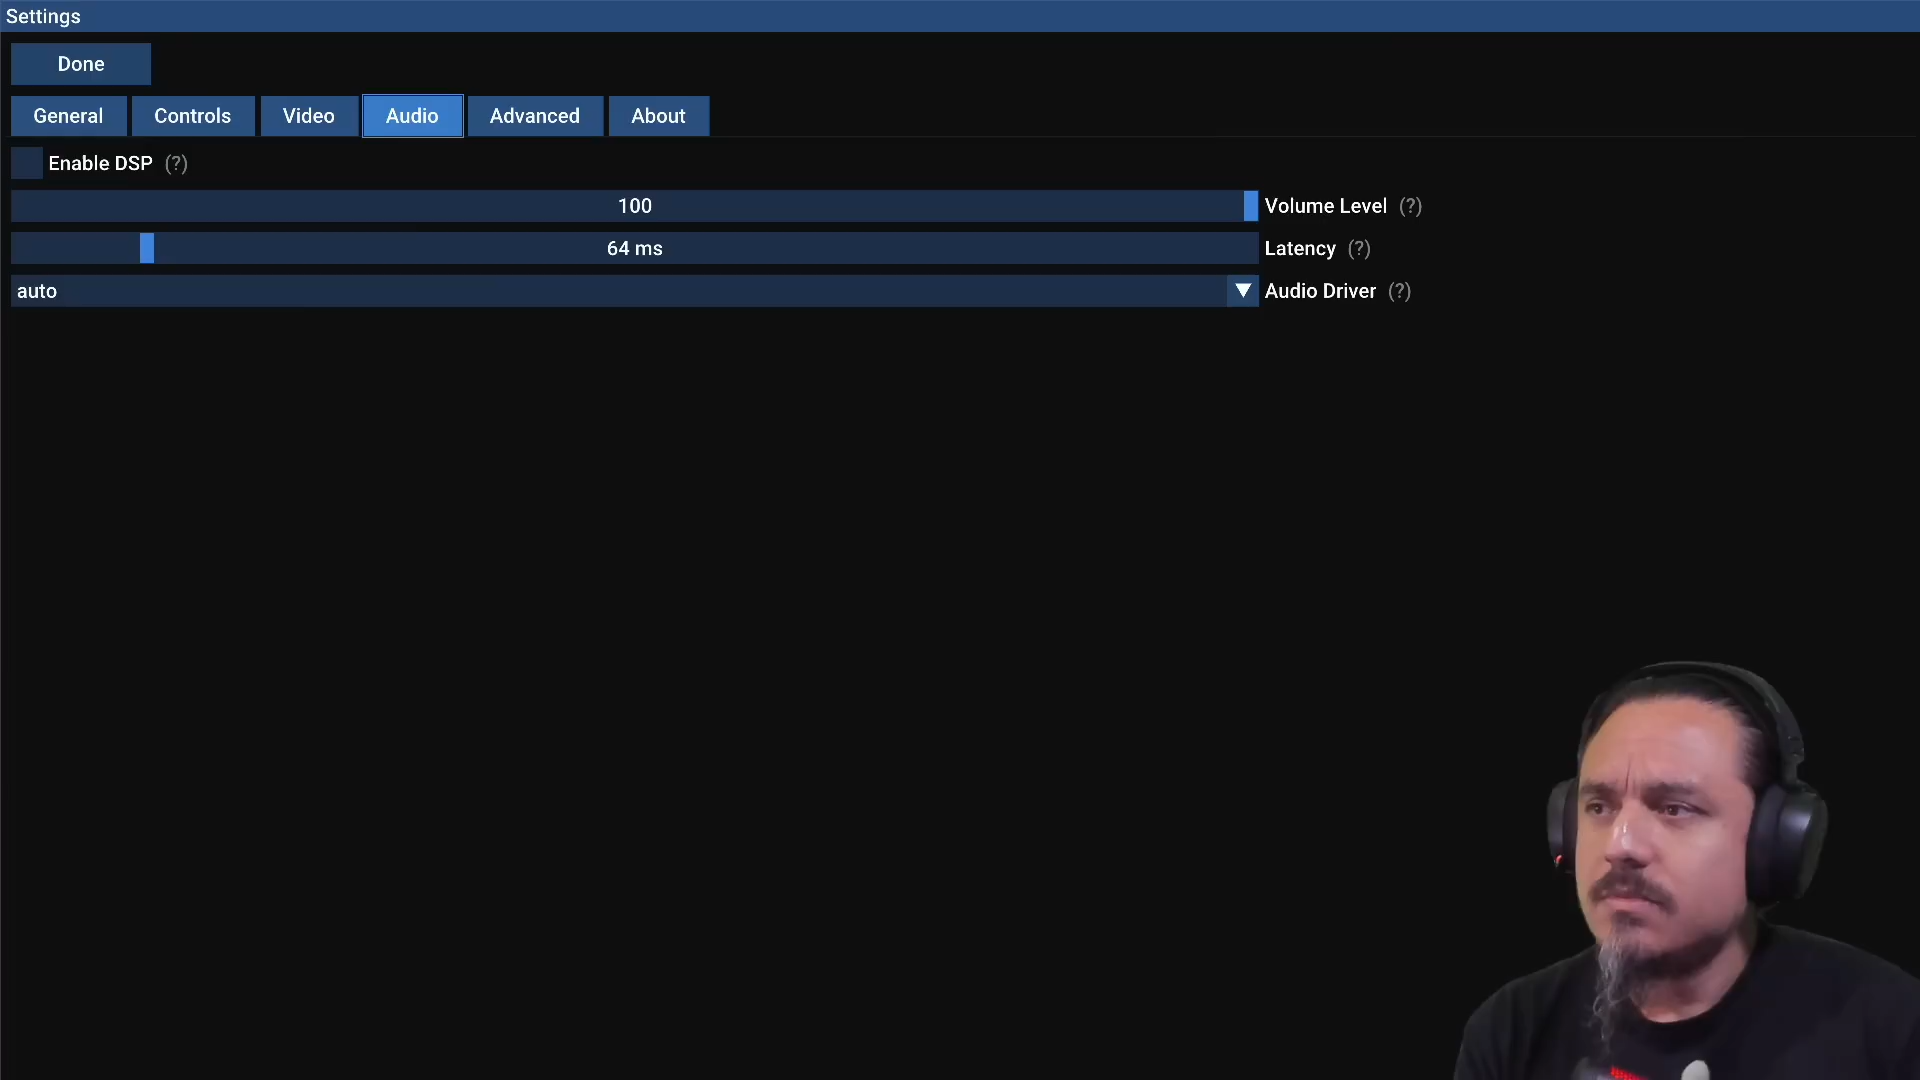 Settings
Done
General Controls Video Audio Advanced About
Enable DSP (?)
100 Volume Level (?)
64 ms Latency (?)
auto Audio Driver (?)